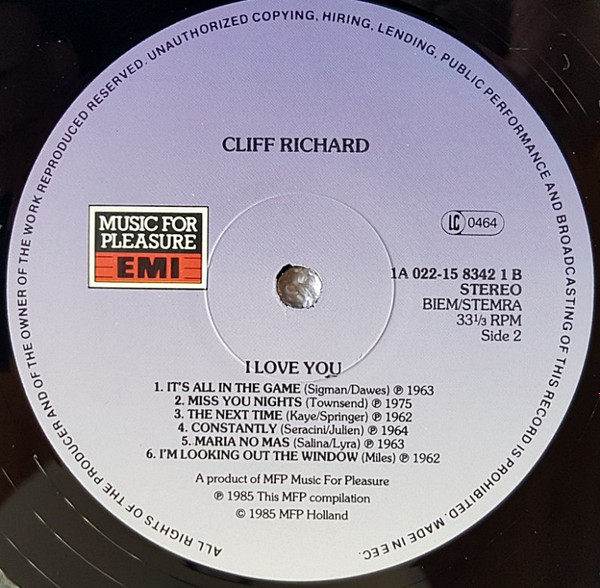 ALL RIGHTS OF THE PRODUCER AND OF THE OWNER OF THE WORK REPRODUCED RESERVED. UNAUTHORIZED COPYING, HIRING, LENDING, PUBLIC PERFORMANCE AND BROADCASTING OF THIS RECORD IS PROHIBITED. MADE IN EEC.
CLIFF RICHARD
MUSIC FOR
PLEASURE
EMI
LC 0464
1A 022-15 8342 1 B
STEREO
BIEM/STEMRA
33⅓ RPM
Side 2
I LOVE YOU
1. IT'S ALL IN THE GAME (Sigman/Dawes) ℗ 1963
2. MISS YOU NIGHTS (Townsend) ℗ 1975
3. THE NEXT TIME (Kaye/Springer) ℗ 1962
4. CONSTANTLY (Seracini/Julien) ℗ 1964
5. MARIA NO MAS (Salina/Lyra) ℗ 1963
6. I'M LOOKING OUT THE WINDOW (Miles) ℗ 1962
A product of MFP Music For Pleasure
℗ 1985 This MFP compilation
© 1985 MFP Holland